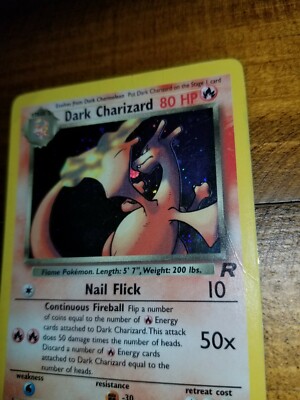 Evolves from Dark Charmeleon Put Dark Charizard on the Stage 1 card
Dark Charizard 80 HP
Flame Pokémon. Length: 5' 7", Weight: 200 lbs.
R
Nail Flick 10
Continuous Fireball Flip a
number of coins equal to the number of Energy
cards attached to Dark Charizard. This attack
does 50 damage times the number of heads.
Discard a number of Energy cards
attached to Dark Charizard equal to the
number of heads.
50x
weakness resistance retreat cost
-30